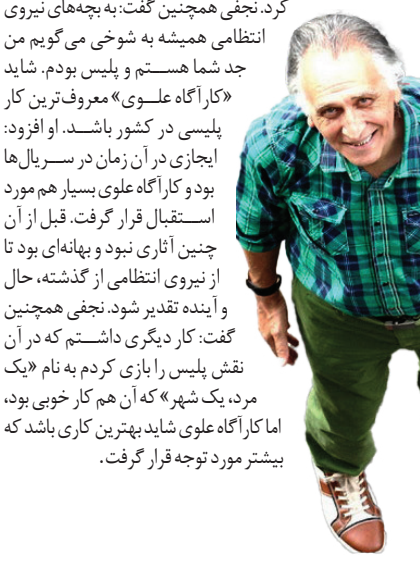 کرد. نجفی همچنین گفت: به بچه‌های نیروی
انتظامی همیشه به شوخی می‌گویم من
جد شما هستم و پلیس بودم. شاید
«کارآگاه علوی» معروف‌ترین کار
پلیسی در کشور باشد. او افزود:
ایجازی در آن زمان در سریال‌ها
بود و کارآگاه علوی بسیار هم مورد
استقبال قرار گرفت. قبل از آن
چنین آثاری نبود و بهانه‌ای بود تا
از نیروی انتظامی از گذشته، حال
و آینده تقدیر شود. نجفی همچنین
گفت: کار دیگری داشتم که در آن
نقش پلیس را بازی کردم به نام «یک
مرد، یک شهر» که آن هم کار خوبی بود،
اما کارآگاه علوی شاید بهترین کاری باشد که
بیشتر مورد توجه قرار گرفت.